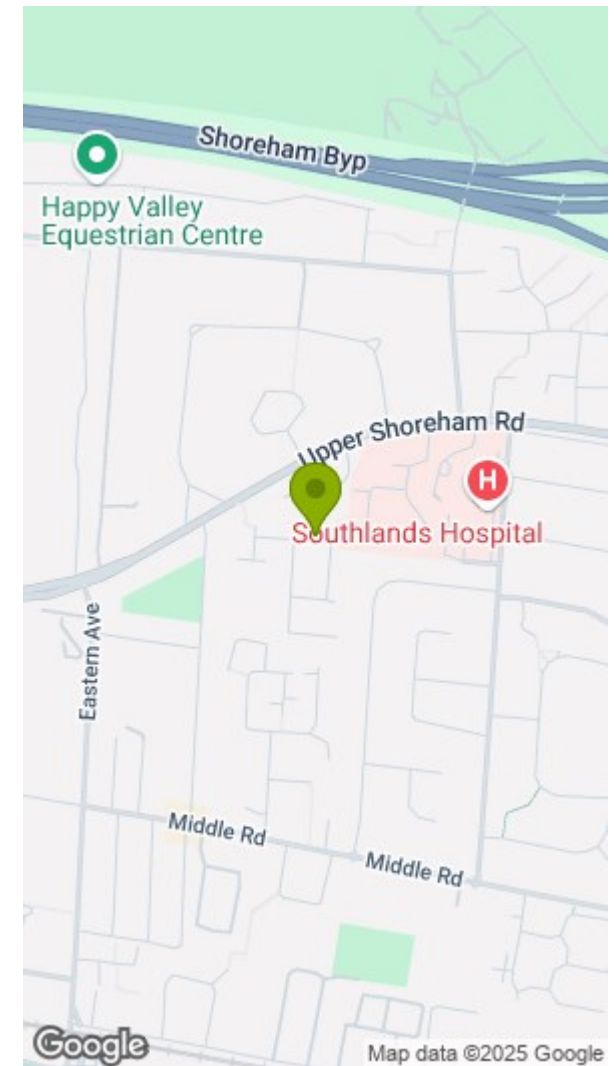 Shoreham Byp
Happy Valley
Equestrian Centre
Upper Shoreham Rd
H
Southlands Hospital
Eastern Ave
Middle Rd
Middle Rd
Google
Map data ©2025 Google